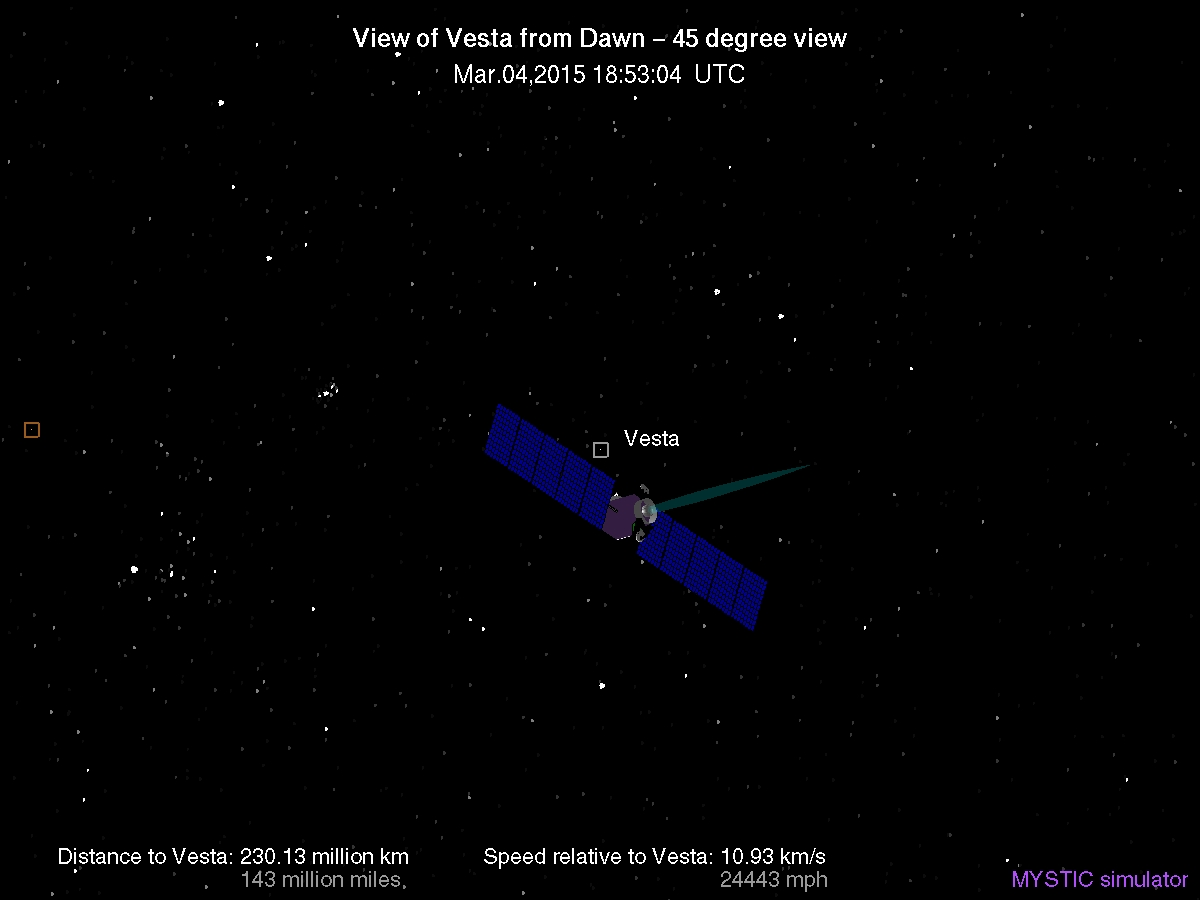 View of Vesta from Dawn – 45 degree view
Mar.04,2015 18:53:04 UTC
Vesta
Distance to Vesta: 230.13 million km
143 million miles
Speed relative to Vesta: 10.93 km/s
24443 mph
MYSTIC simulator